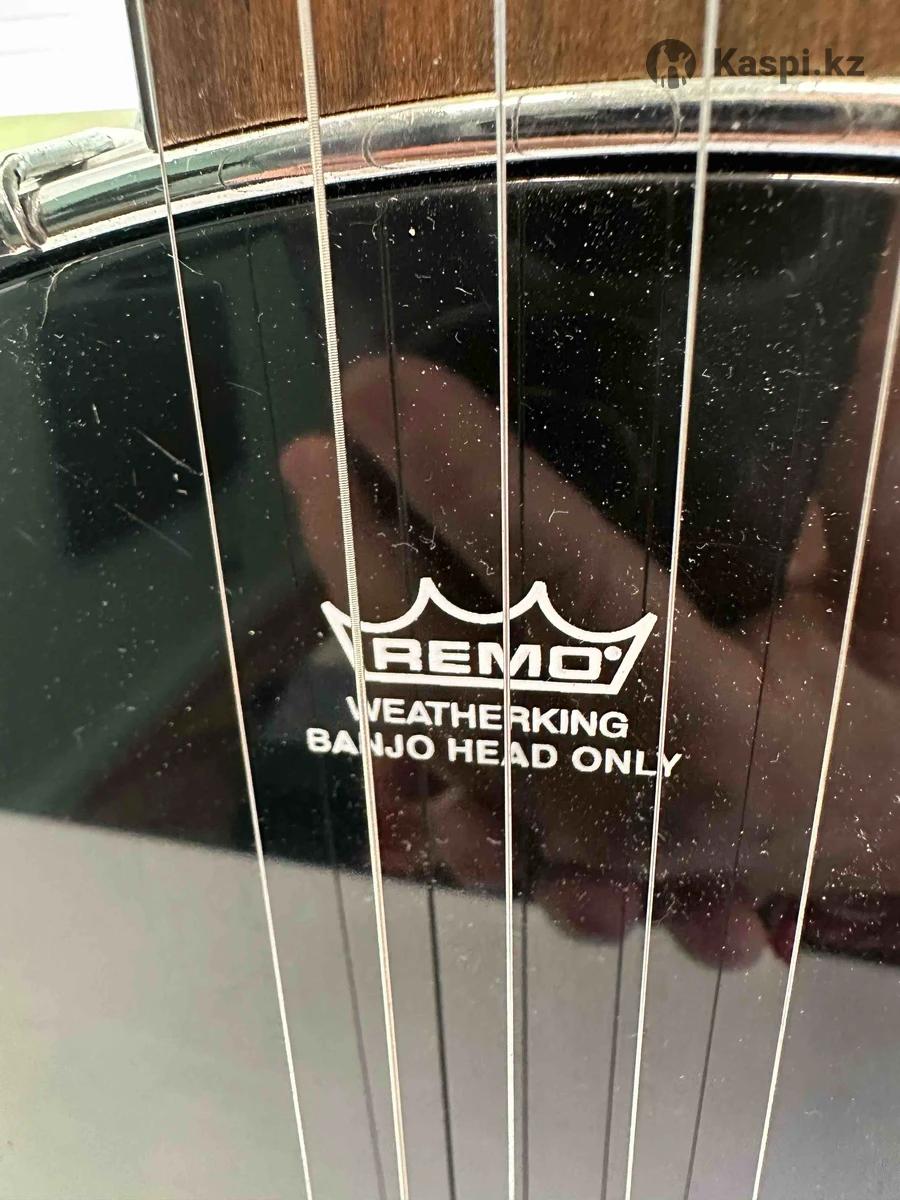 Kaspi.kz
REMO®
WEATHERKING
BANJO HEAD ONLY